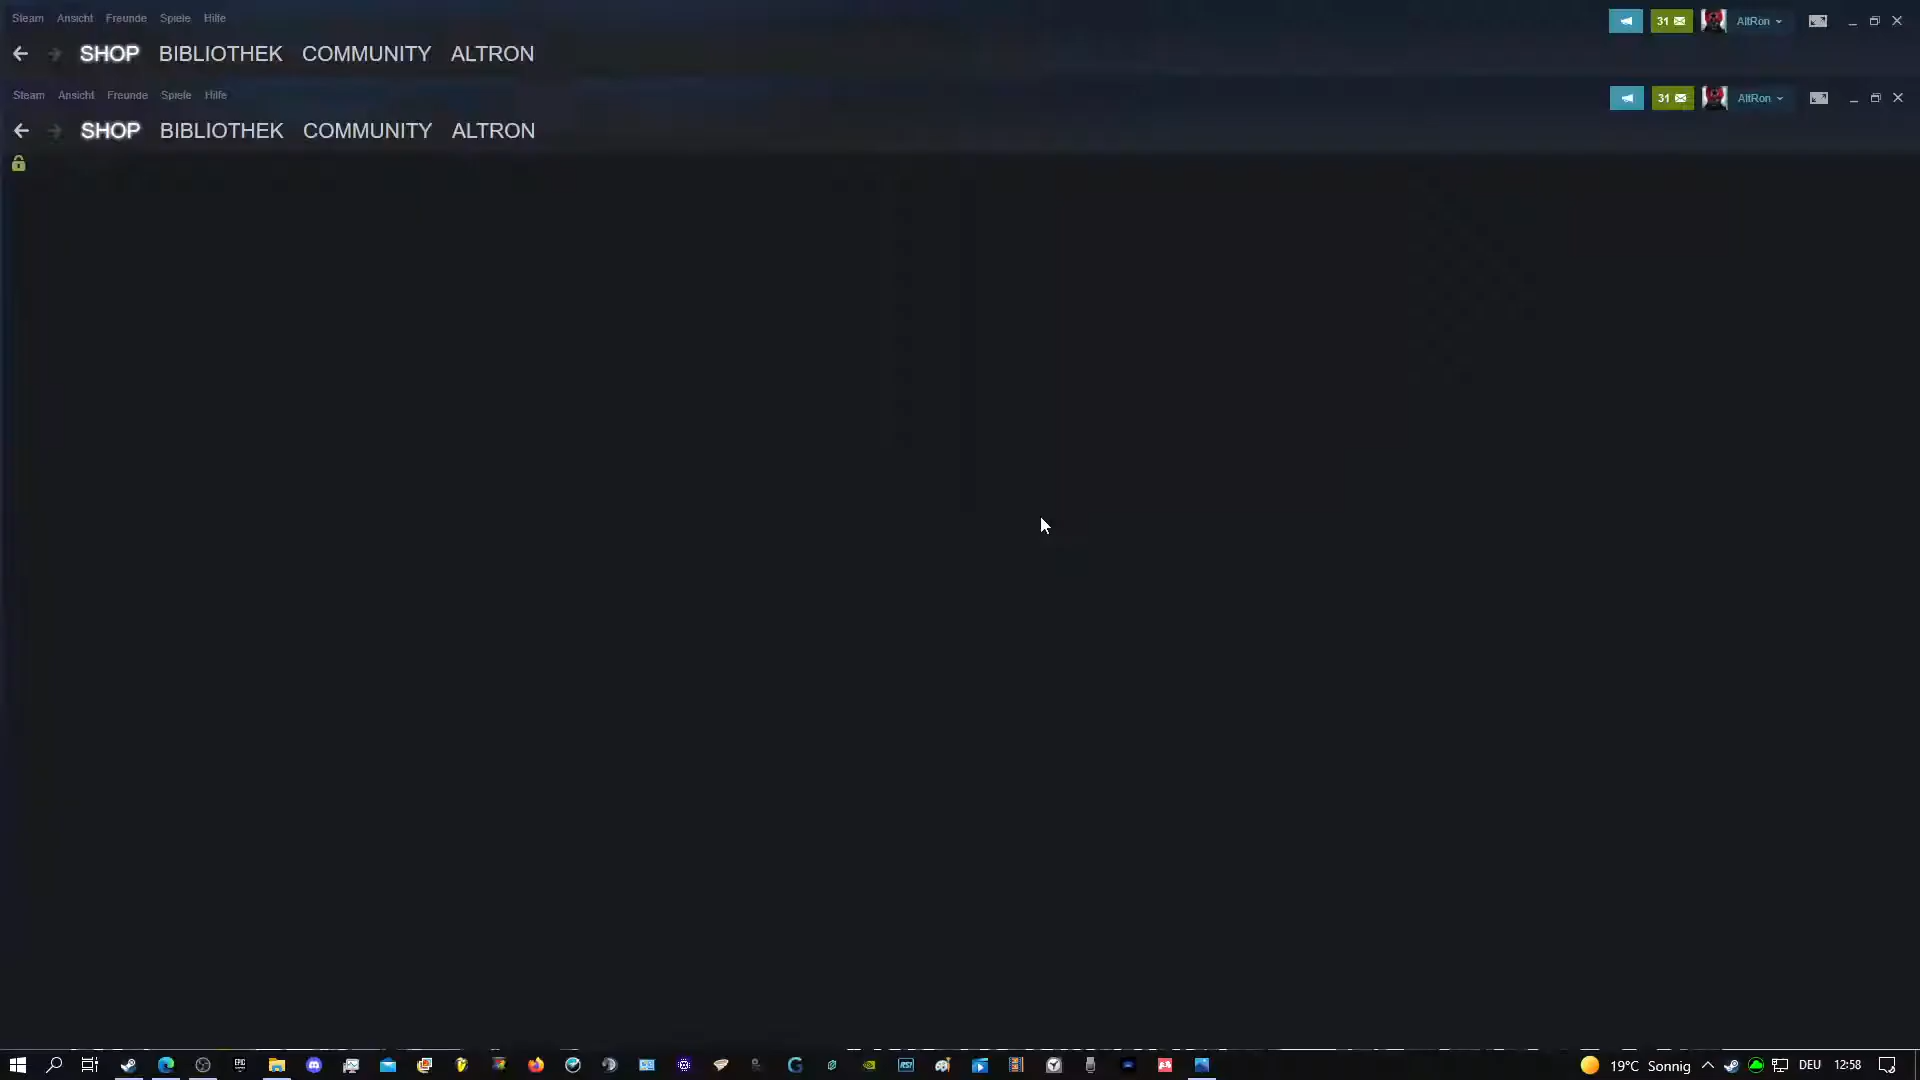 Steam Ansicht Freunde Spiele Hilfe
31 AltRon
SHOP BIBLIOTHEK COMMUNITY ALTRON
Steam Ansicht Freunde Spiele Hilfe
31 AltRon
SHOP BIBLIOTHEK COMMUNITY ALTRON
EPIC
19°C Sonnig DEU 12:58